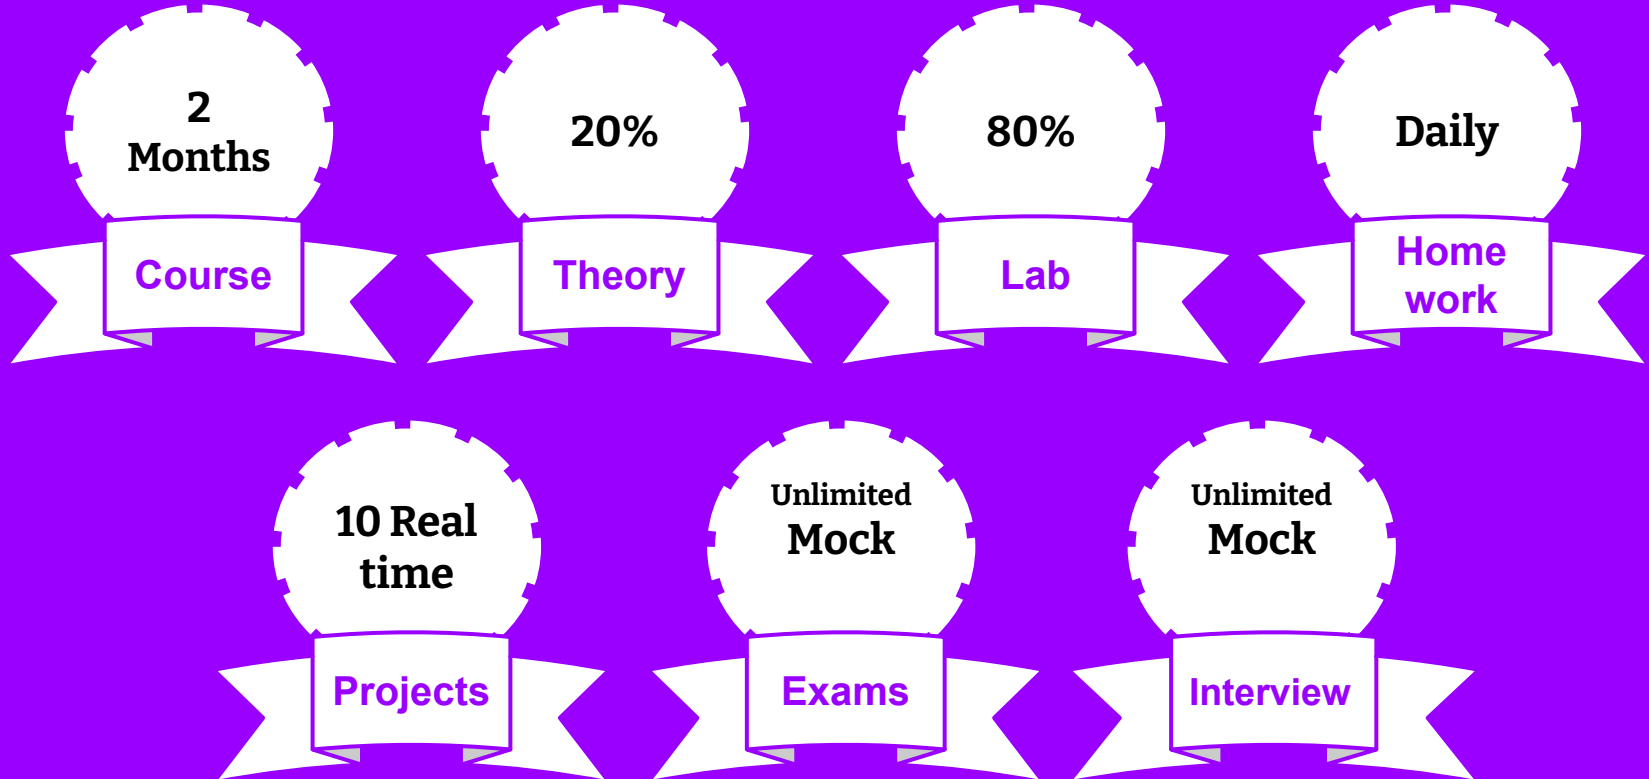 2
Months
Course
20%
Theory
80%
Lab
Daily
Home
work
10 Real
time
Projects
Unlimited
Mock
Exams
Unlimited
Mock
Interview